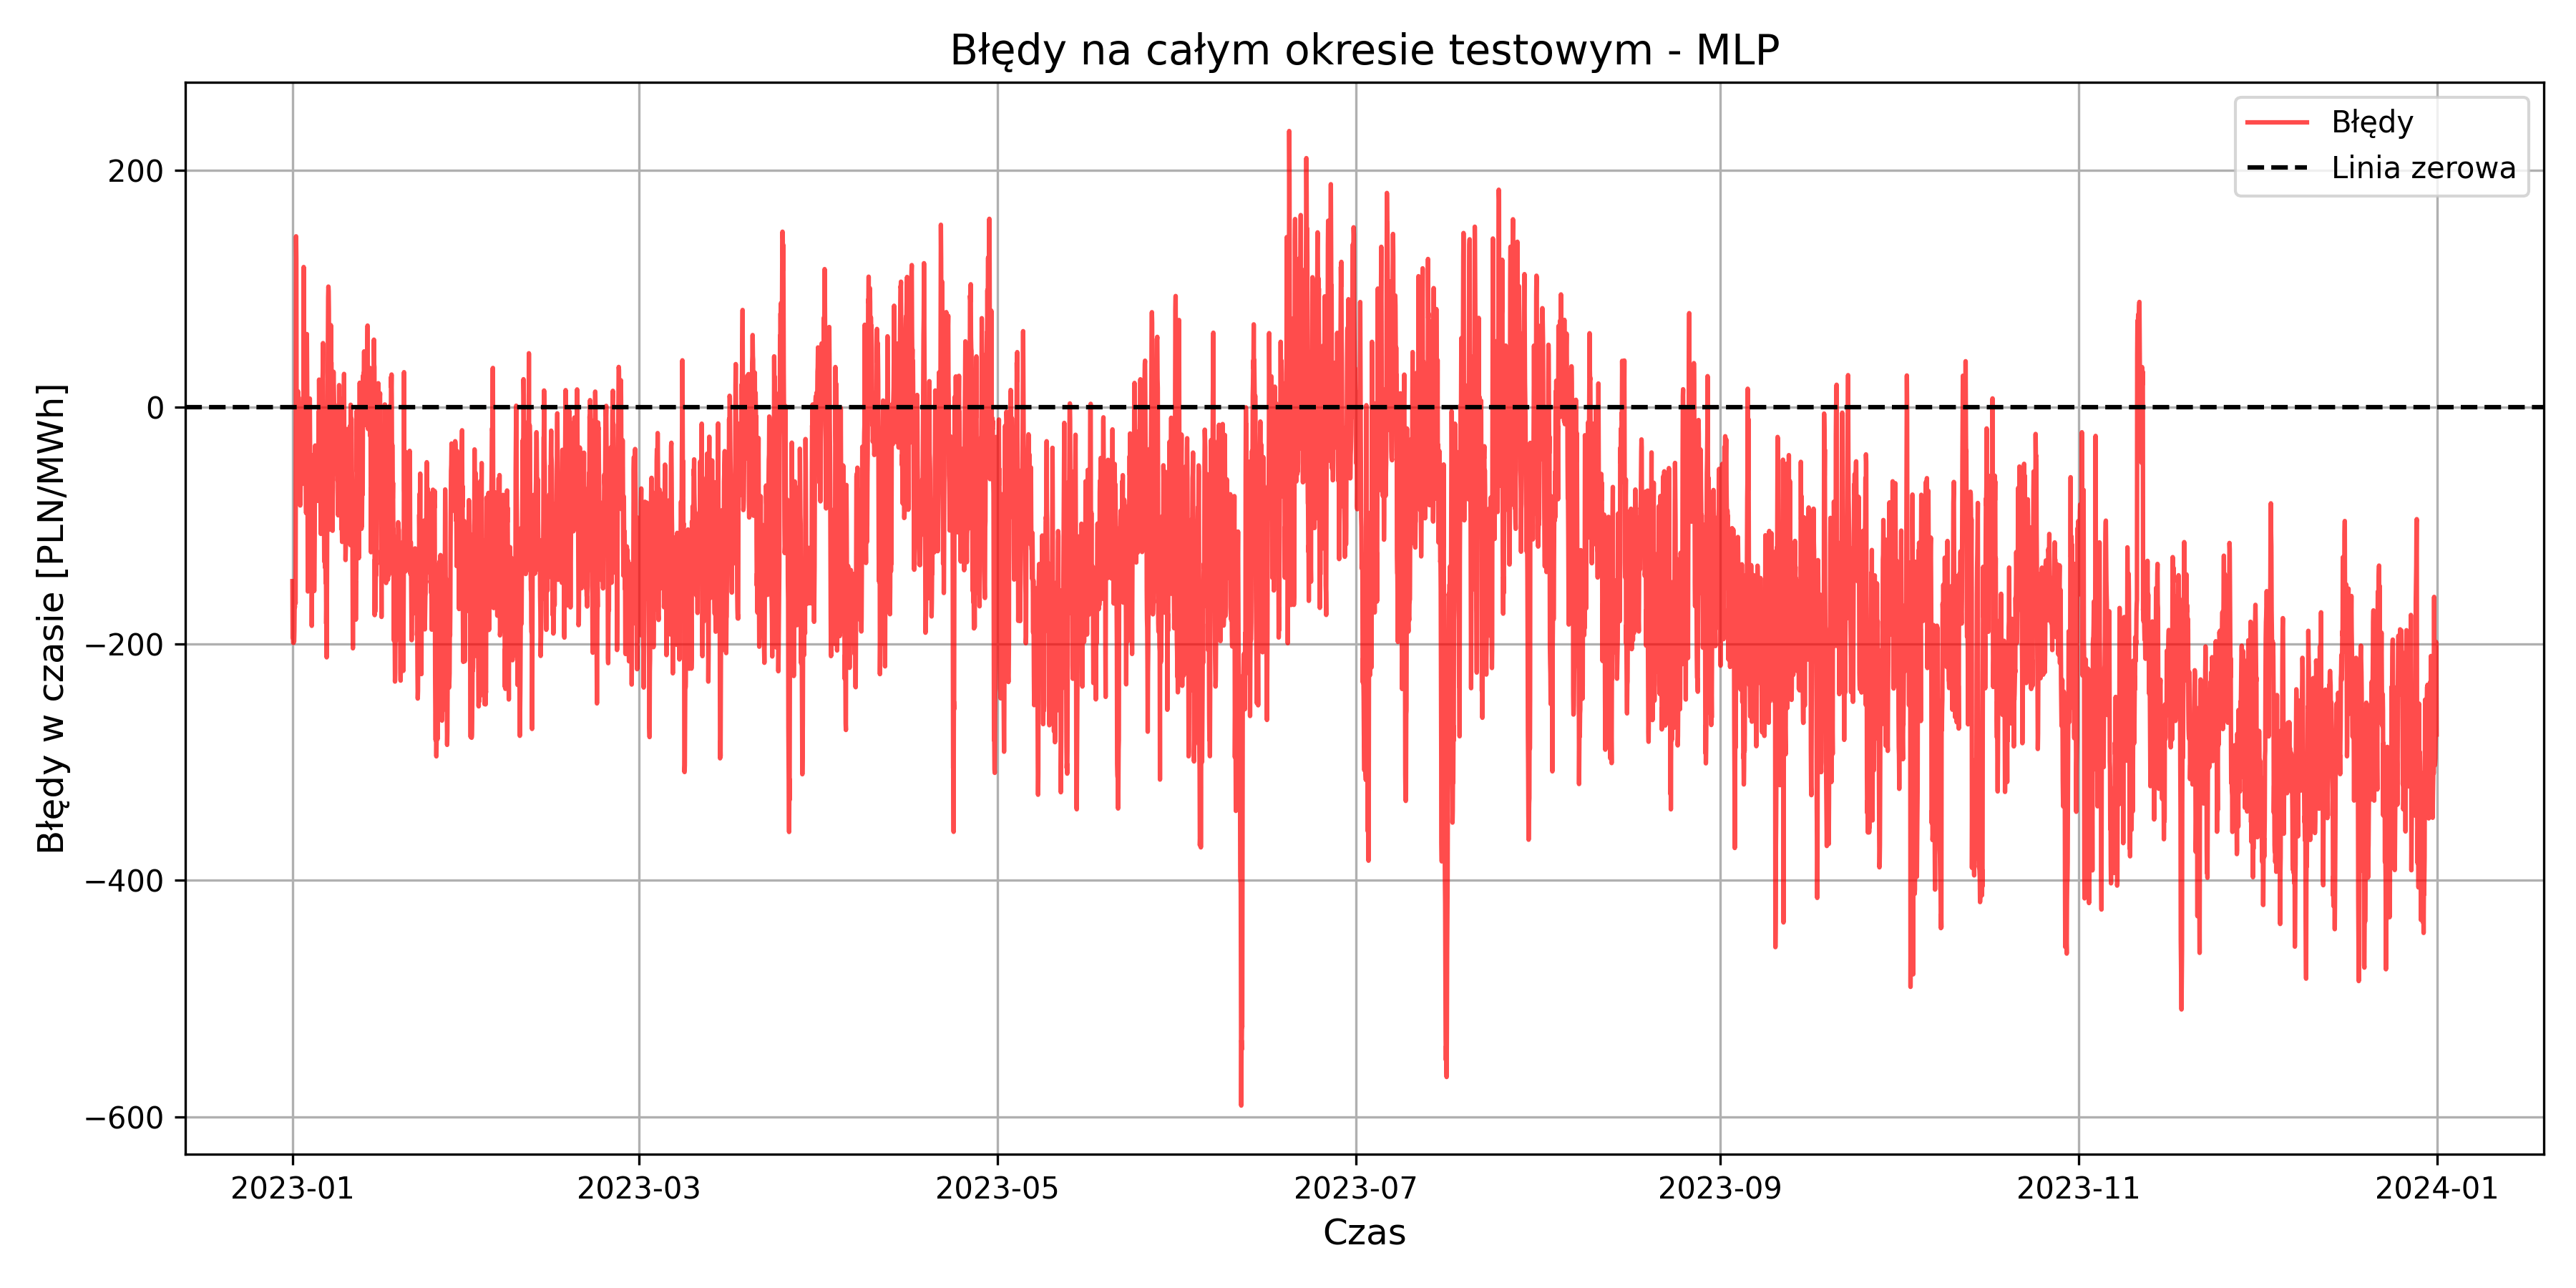 Błędy na całym okresie testowym - MLP
Błędy
Linia zerowa
Błędy w czasie [PLN/MWh]
200
0
−200
−400
−600
2023-01
2023-03
2023-05
2023-07
2023-09
2023-11
2024-01
Czas